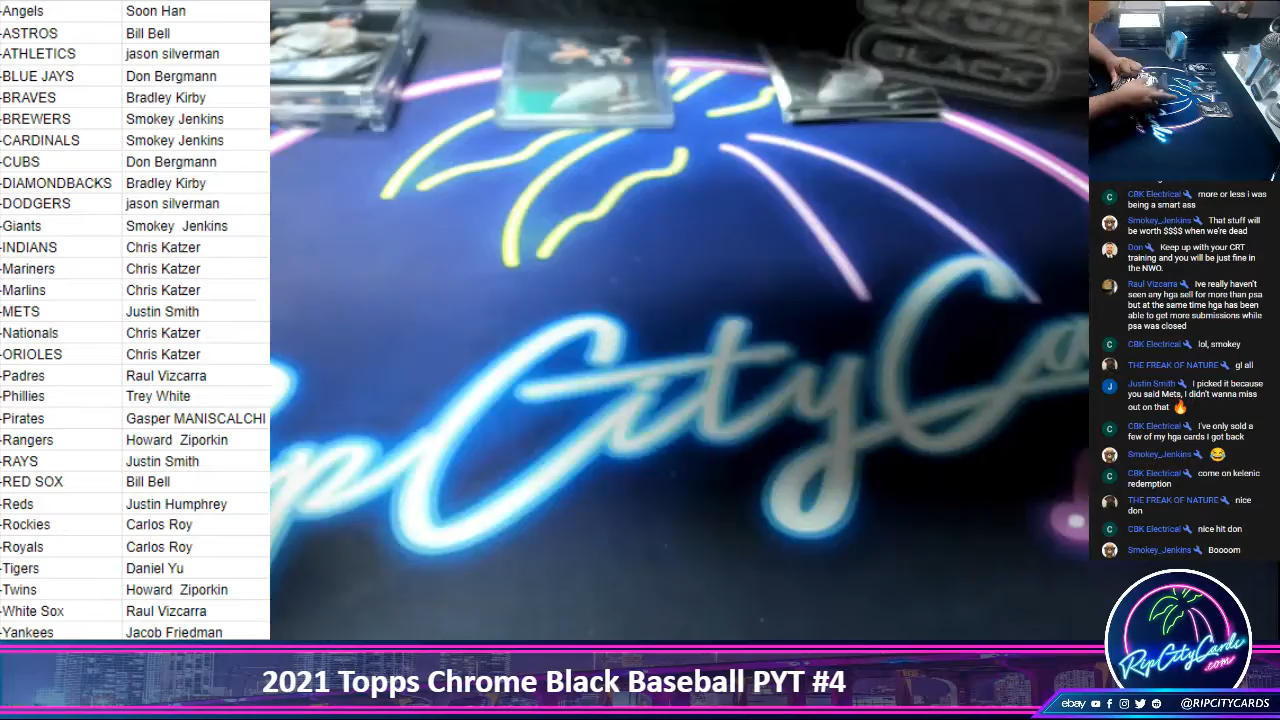 -Angels Soon Han
-ASTROS Bill Bell
-ATHLETICS jason silverman
-BLUE JAYS Don Bergmann
-BRAVES Bradley Kirby
-BREWERS Smokey Jenkins
-CARDINALS Smokey Jenkins
-CUBS Don Bergmann
-DIAMONDBACKS Bradley Kirby
-DODGERS jason silverman
-Giants Smokey Jenkins
-INDIANS Chris Katzer
-Mariners Chris Katzer
-Marlins Chris Katzer
-METS Justin Smith
-Nationals Chris Katzer
-ORIOLES Chris Katzer
-Padres Raul Vizcarra
-Phillies Trey White
-Pirates Gasper MANISCALCHI
-Rangers Howard Ziporkin
-RAYS Justin Smith
-RED SOX Bill Bell
-Reds Justin Humphrey
-Rockies Carlos Roy
-Royals Carlos Roy
-Tigers Daniel Yu
-Twins Howard Ziporkin
-White Sox Raul Vizcarra
-Yankees Jacob Friedman
BLACK
City
CBK Electrical more or less i was
being a smart ass
Smokey_Jenkins That stuff will
be worth $$$$ when we're dead
Don Keep up with your CRT
training and you will be just fine in
the NWO.
Raul Vizcarra Ive really haven't
seen any hga sell for more than psa
but at the same time hga has been
able to get more submissions while
psa was closed
CBK Electrical lol, smokey
THE FREAK OF NATURE gl all
Justin Smith I picked it because
you said Mets, I didn't wanna miss
out on that 🔥
CBK Electrical I've only sold a
few of my hga cards I got back
Smokey_Jenkins 😂
CBK Electrical come on kelenic
redemption
THE FREAK OF NATURE nice
don
CBK Electrical nice hit don
Smokey_Jenkins Boooom
RipCityCards
.com
2021 Topps Chrome Black Baseball PYT #4
ebay @RIPCITYCARDS